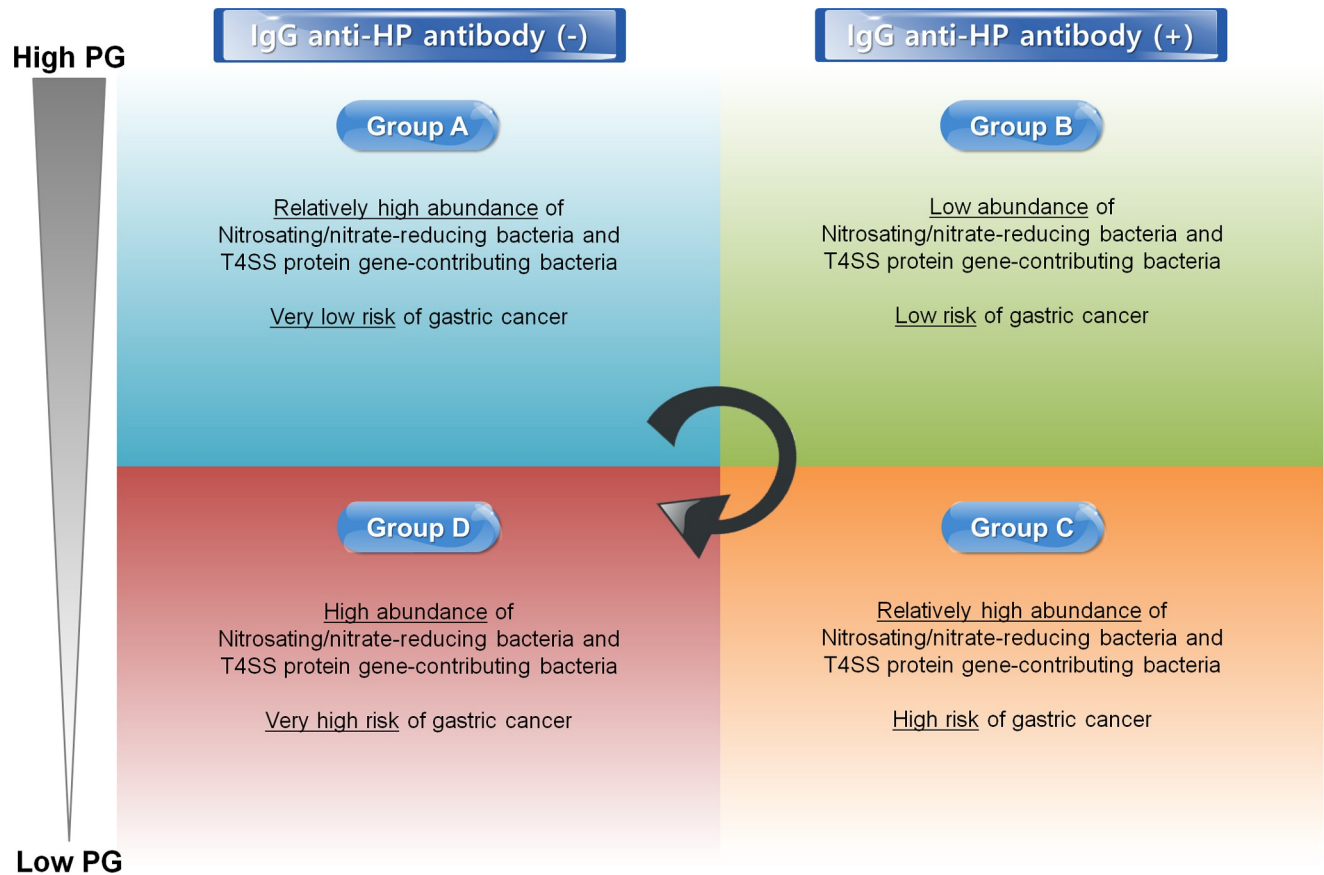 IgG anti-HP antibody (-)
IgG anti-HP antibody (+)
High PG
Group A
Relatively high abundance of
Nitrosating/nitrate-reducing bacteria and
T4SS protein gene-contributing bacteria
Very low risk of gastric cancer
Group B
Low abundance of
Nitrosating/nitrate-reducing bacteria and
T4SS protein gene-contributing bacteria
Low risk of gastric cancer
Group D
High abundance of
Nitrosating/nitrate-reducing bacteria and
T4SS protein gene-contributing bacteria
Very high risk of gastric cancer
Group C
Relatively high abundance of
Nitrosating/nitrate-reducing bacteria and
T4SS protein gene-contributing bacteria
High risk of gastric cancer
Low PG